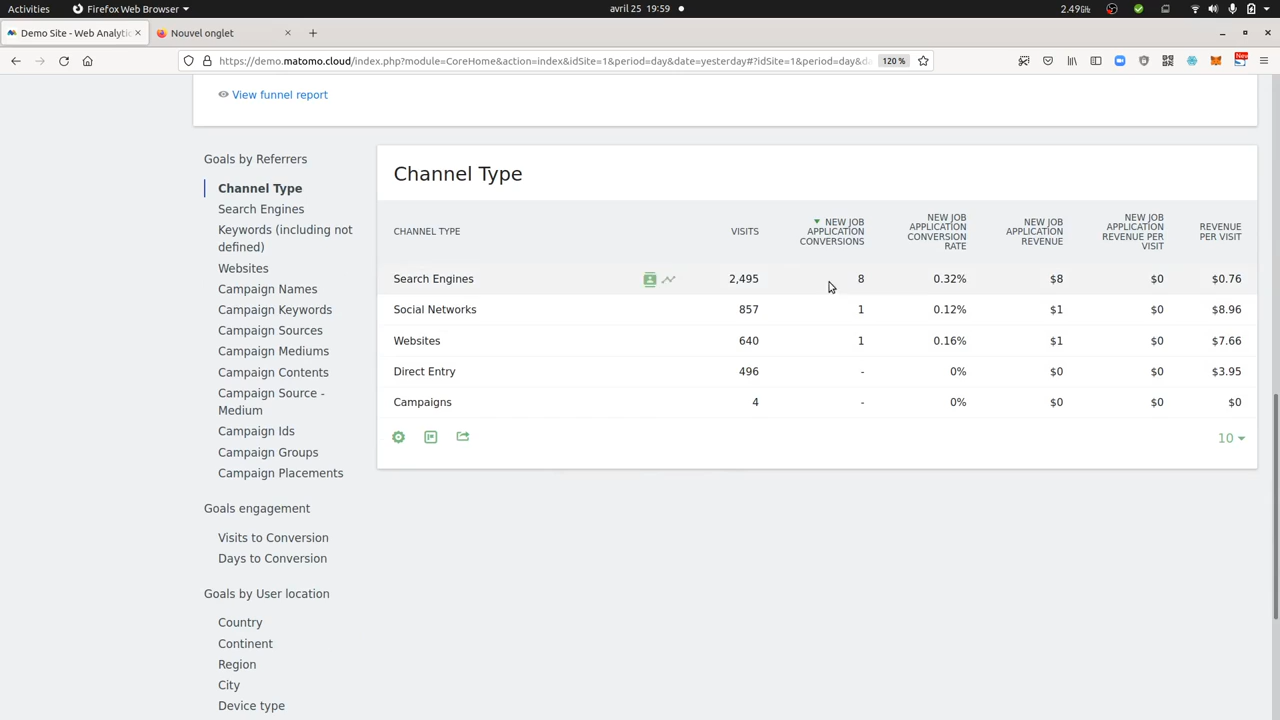 Activities
Firefox Web Browser
avril 25 19:59
2.49GHz
Demo Site - Web Analytic
Nouvel onglet
https://demo.matomo.cloud/index.php?module=CoreHome&action=index&idSite=1&period=day&date=yesterday#?idSite=1&period=day&da
120 %
New
View funnel report
Goals by Referrers
Channel Type
Search Engines
Keywords (including not
defined)
Websites
Campaign Names
Campaign Keywords
Campaign Sources
Campaign Mediums
Campaign Contents
Campaign Source -
Medium
Campaign Ids
Campaign Groups
Campaign Placements
Goals engagement
Visits to Conversion
Days to Conversion
Goals by User location
Country
Continent
Region
City
Device type
Channel Type
CHANNEL TYPE VISITS NEW JOB APPLICATION CONVERSIONS NEW JOB APPLICATION CONVERSION RATE NEW JOB APPLICATION REVENUE NEW JOB APPLICATION REVENUE PER VISIT REVENUE PER VISIT
Search Engines 2,495 8 0.32% $8 $0 $0.76
Social Networks 857 1 0.12% $1 $0 $8.96
Websites 640 1 0.16% $1 $0 $7.66
Direct Entry 496 - 0% $0 $0 $3.95
Campaigns 4 - 0% $0 $0 $0
10